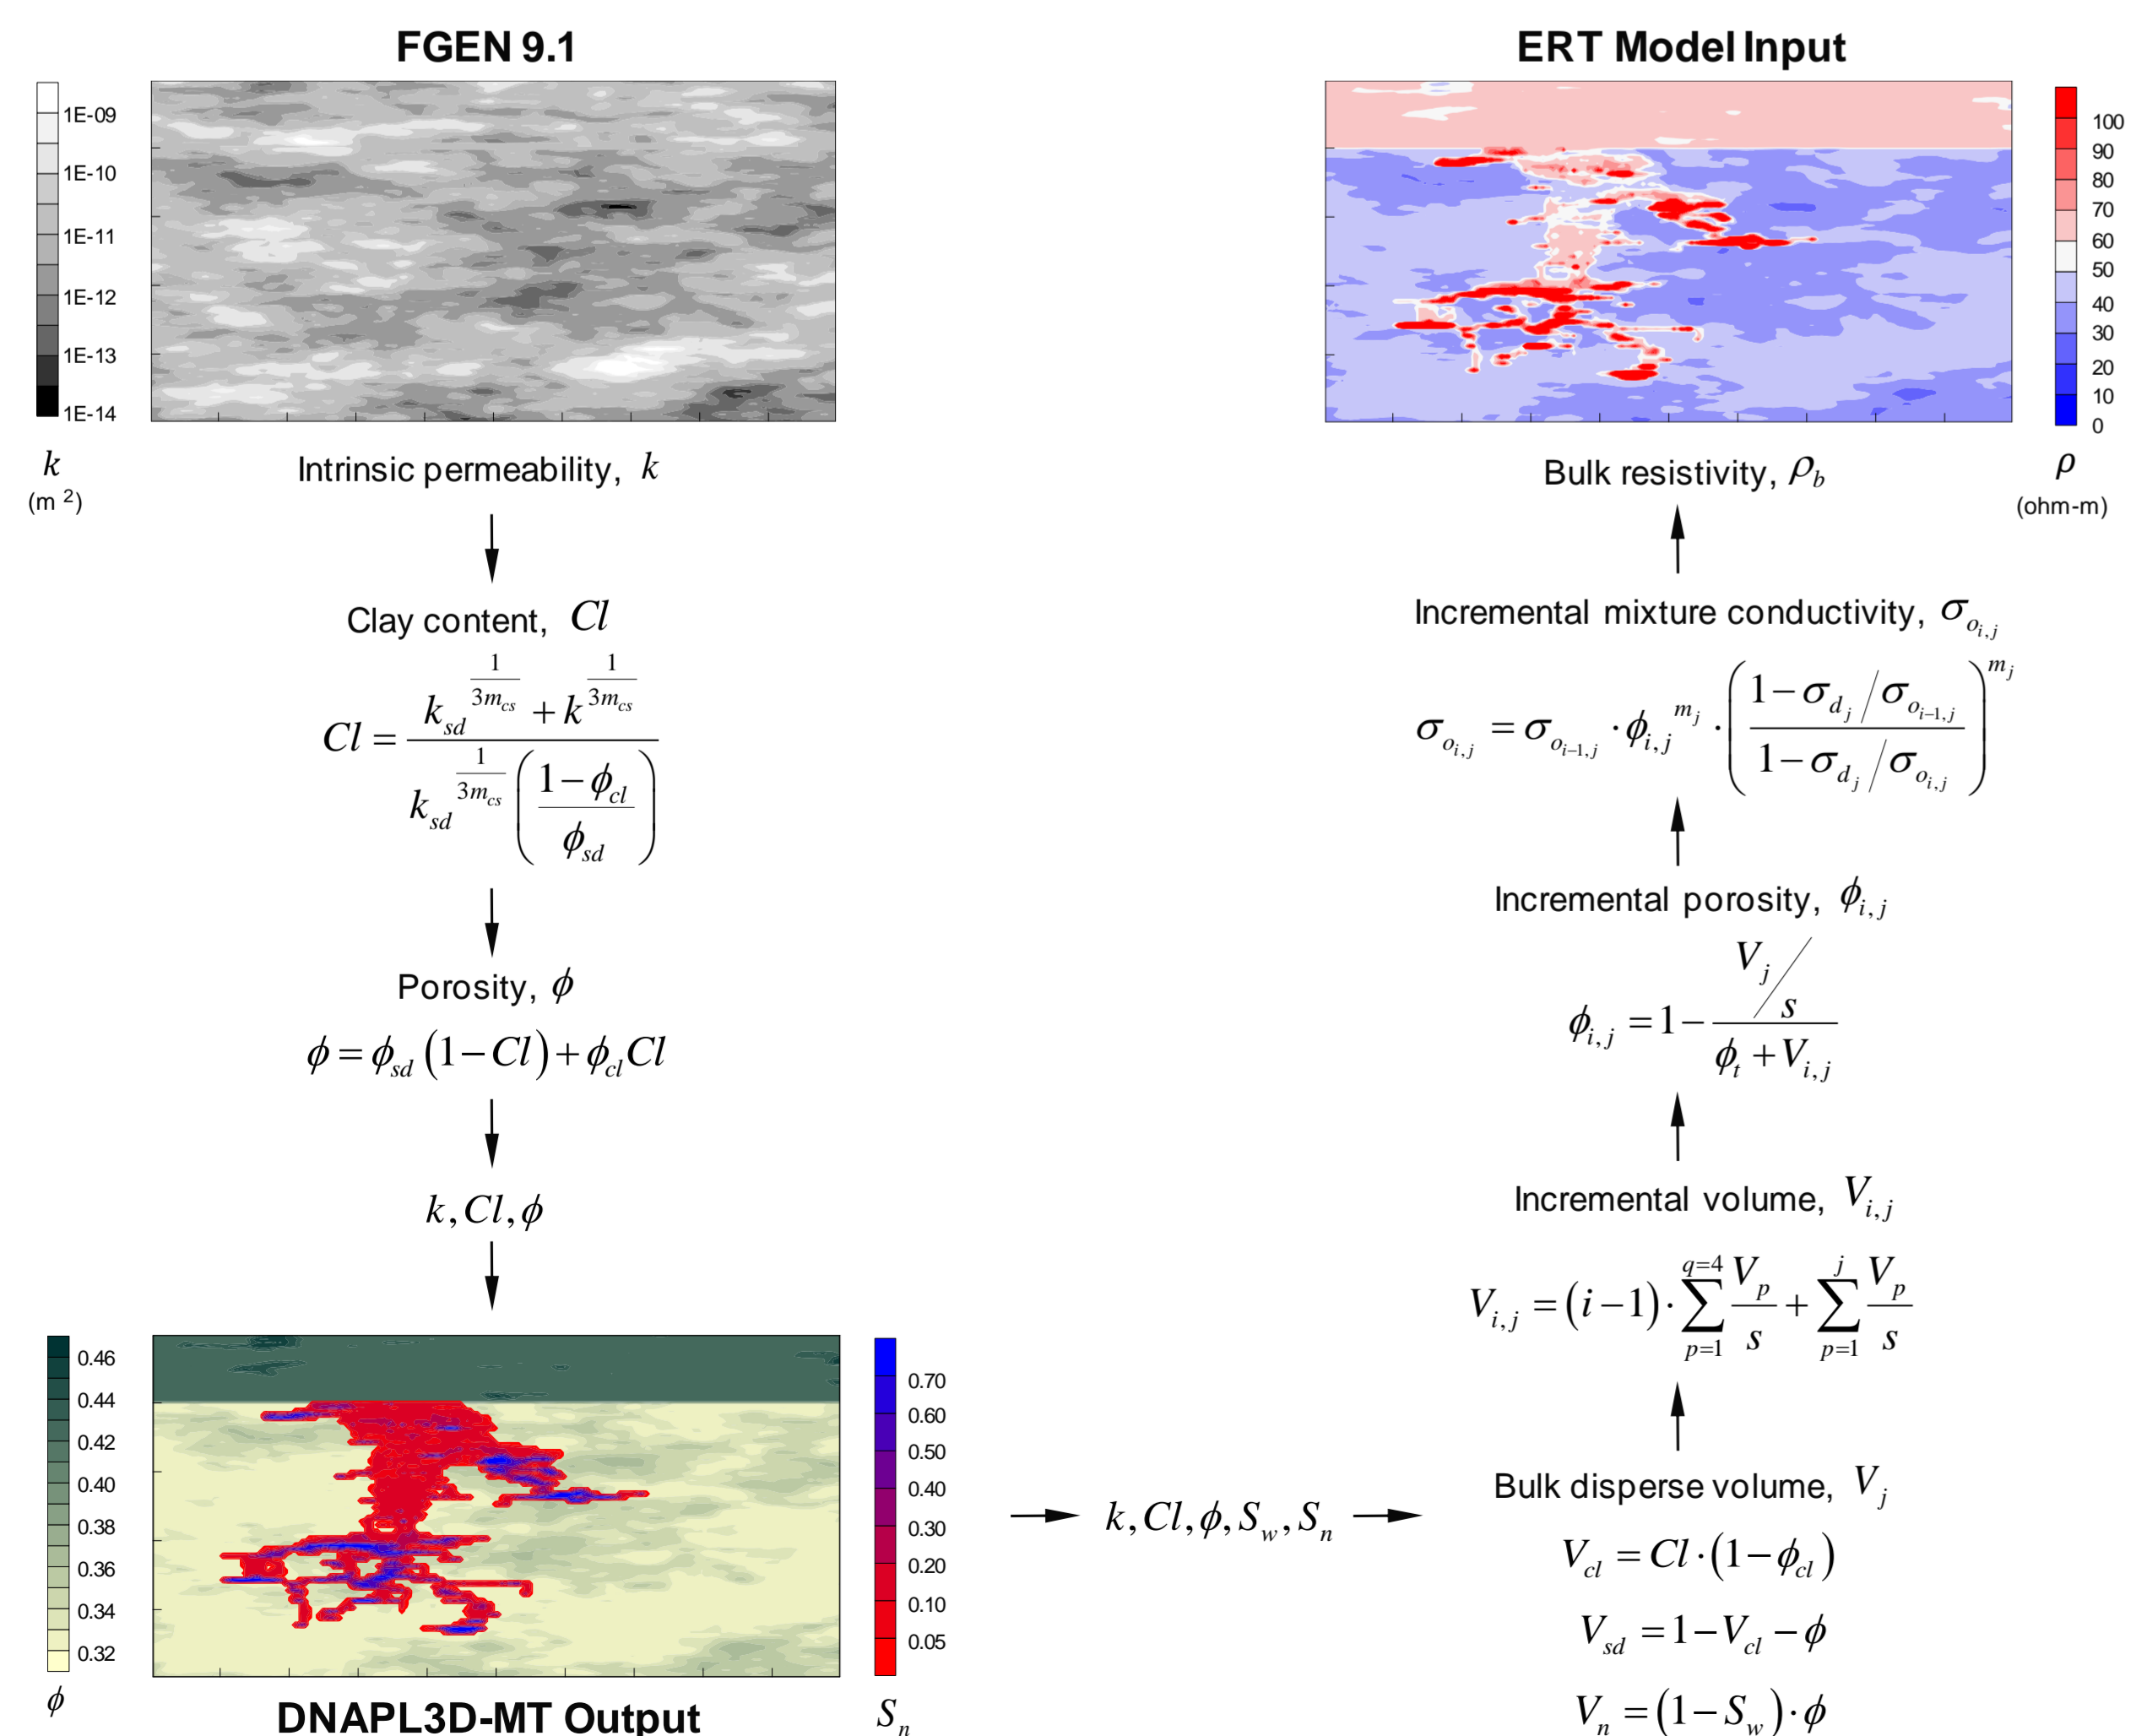 FGEN 9.1
1E-09
1E-10
1E-11
1E-12
1E-13
1E-14
k
(m ²)
Intrinsic permeability, k
Clay content, Cl
Cl = (k_sd^(1/(3m_cs)) + k^(1/(3m_cs))) / (k_sd^(1/(3m_cs)) ((1−ϕ_cl)/ϕ_sd))
Porosity, ϕ
ϕ = ϕ_sd (1−Cl) + ϕ_cl Cl
k, Cl, ϕ
0.46
0.44
0.42
0.40
0.38
0.36
0.34
0.32
ϕ
0.70
0.60
0.50
0.40
0.30
0.20
0.10
0.05
S_n
DNAPL3D-MT Output
k, Cl, ϕ, S_w, S_n
ERT Model Input
100
90
80
70
60
50
40
30
20
10
0
ρ
(ohm-m)
Bulk resistivity, ρ_b
Incremental mixture conductivity, σ_o_i,j
σ_o_i,j = σ_o_i−1,j · ϕ_i,j^m_j · ((1−σ_d_j/σ_o_i−1,j) / (1−σ_d_j/σ_o_i,j))^m_j
Incremental porosity, ϕ_i,j
ϕ_i,j = 1 − (V_j/s) / (ϕ_t + V_i,j)
Incremental volume, V_i,j
V_i,j = (i−1) · ∑_{p=1}^{q=4} V_p/s + ∑_{p=1}^{j} V_p/s
Bulk disperse volume, V_j
V_cl = Cl · (1−ϕ_cl)
V_sd = 1 − V_cl − ϕ
V_n = (1−S_w) · ϕ